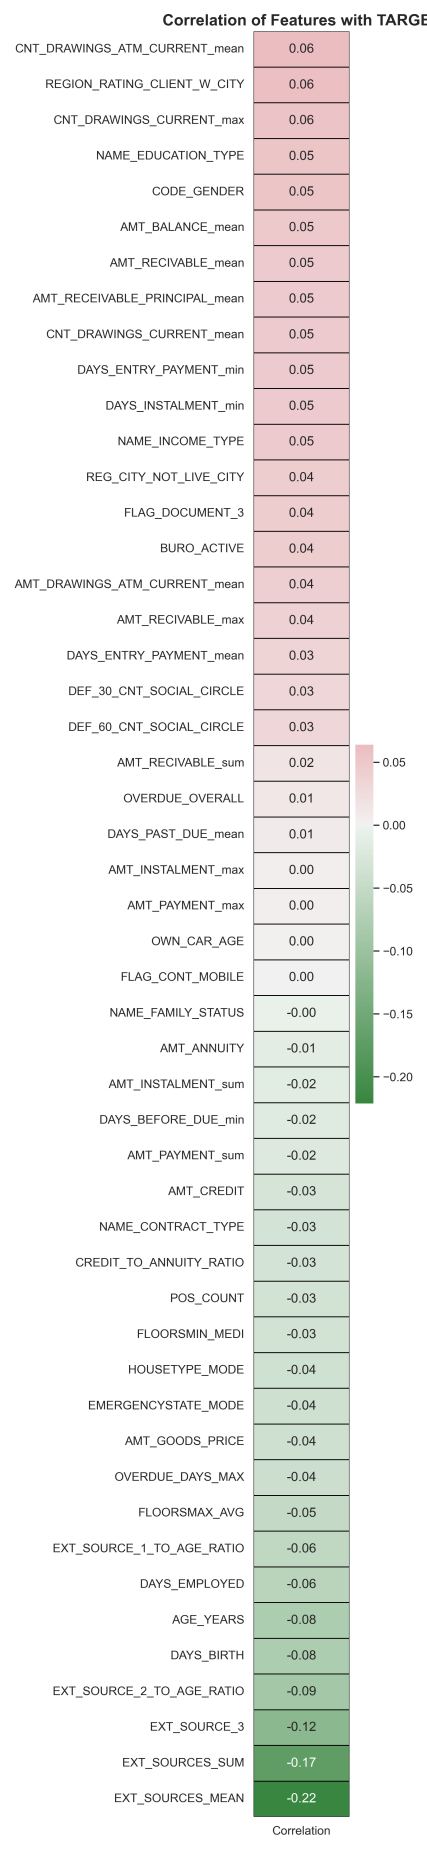 Correlation of Features with TARGE
CNT_DRAWINGS_ATM_CURRENT_mean 0.06
REGION_RATING_CLIENT_W_CITY 0.06
CNT_DRAWINGS_CURRENT_max 0.06
NAME_EDUCATION_TYPE 0.05
CODE_GENDER 0.05
AMT_BALANCE_mean 0.05
AMT_RECIVABLE_mean 0.05
AMT_RECEIVABLE_PRINCIPAL_mean 0.05
CNT_DRAWINGS_CURRENT_mean 0.05
DAYS_ENTRY_PAYMENT_min 0.05
DAYS_INSTALMENT_min 0.05
NAME_INCOME_TYPE 0.05
REG_CITY_NOT_LIVE_CITY 0.04
FLAG_DOCUMENT_3 0.04
BURO_ACTIVE 0.04
AMT_DRAWINGS_ATM_CURRENT_mean 0.04
AMT_RECIVABLE_max 0.04
DAYS_ENTRY_PAYMENT_mean 0.03
DEF_30_CNT_SOCIAL_CIRCLE 0.03
DEF_60_CNT_SOCIAL_CIRCLE 0.03
AMT_RECIVABLE_sum 0.02
OVERDUE_OVERALL 0.01
DAYS_PAST_DUE_mean 0.01
AMT_INSTALMENT_max 0.00
AMT_PAYMENT_max 0.00
OWN_CAR_AGE 0.00
FLAG_CONT_MOBILE 0.00
NAME_FAMILY_STATUS -0.00
AMT_ANNUITY -0.01
AMT_INSTALMENT_sum -0.02
DAYS_BEFORE_DUE_min -0.02
AMT_PAYMENT_sum -0.02
AMT_CREDIT -0.03
NAME_CONTRACT_TYPE -0.03
CREDIT_TO_ANNUITY_RATIO -0.03
POS_COUNT -0.03
FLOORSMIN_MEDI -0.03
HOUSETYPE_MODE -0.04
EMERGENCYSTATE_MODE -0.04
AMT_GOODS_PRICE -0.04
OVERDUE_DAYS_MAX -0.04
FLOORSMAX_AVG -0.05
EXT_SOURCE_1_TO_AGE_RATIO -0.06
DAYS_EMPLOYED -0.06
AGE_YEARS -0.08
DAYS_BIRTH -0.08
EXT_SOURCE_2_TO_AGE_RATIO -0.09
EXT_SOURCE_3 -0.12
EXT_SOURCES_SUM -0.17
EXT_SOURCES_MEAN -0.22
Correlation
0.05
0.00
−0.05
−0.10
−0.15
−0.20